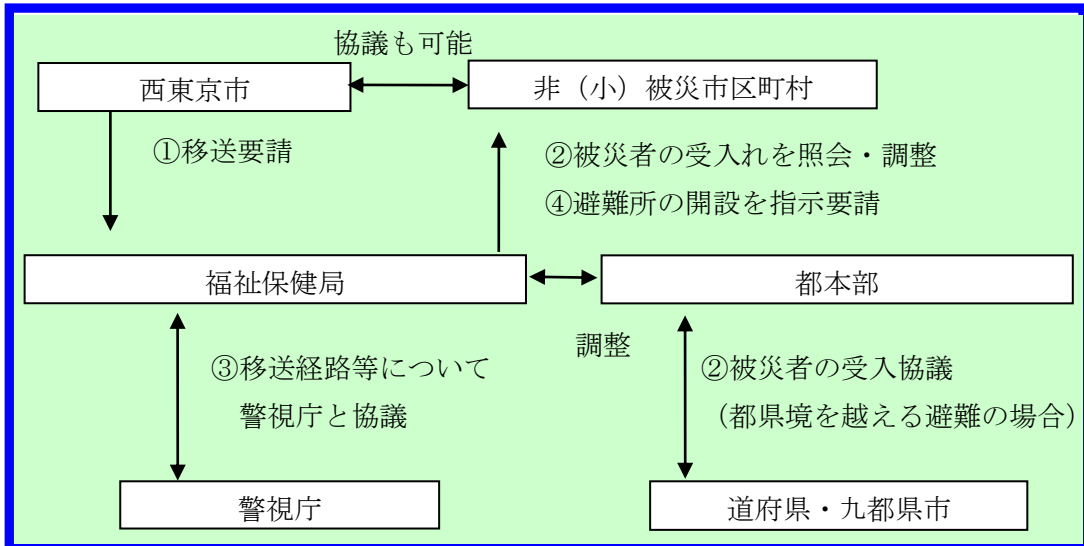 協議も可能
西東京市
非（小）被災市区町村
①移送要請
②被災者の受入れを照会・調整
④避難所の開設を指示要請
福祉保健局
都本部
調整
③移送経路等について
警視庁と協議
②被災者の受入協議
（都県境を越える避難の場合）
警視庁
道府県・九都県市